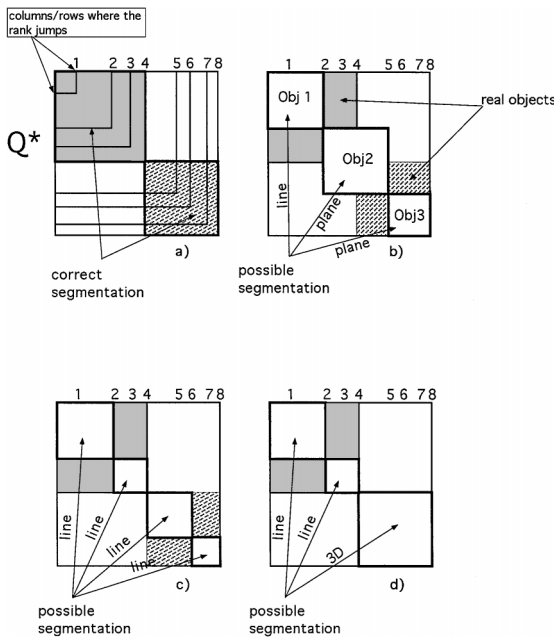 columns/rows where the
rank jumps
1 2 3 4 5 6 7 8
Q*
correct
segmentation
a)
1 2 3 4 5 6 7 8
Obj 1
Obj2
Obj3
real objects
line
plane
plane
possible
segmentation
b)
1 2 3 4 5 6 7 8
line
line
line
line
possible
segmentation
c)
1 2 3 4 5 6 7 8
line
line
3D
possible
segmentation
d)